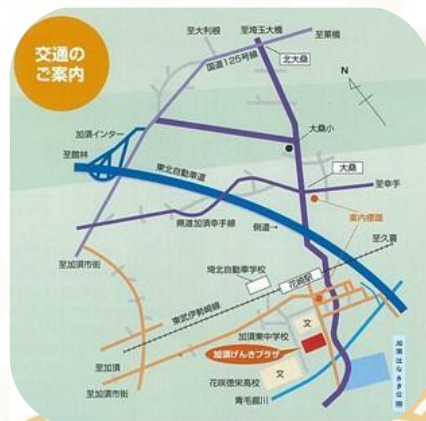 交通の
ご案内
至大利根
至埼玉大橋
至栗橋
国道125号線
北大桑
N
加須インター
至館林
大桑小
東北自動車道
大桑
至幸手
県道加須幸手線
側道→
案内標識
至久喜
至加須市街
埼北自動車学校
花崎駅
東武伊勢崎線
文
加須東中学校
加須げんきプラザ
至加須
文
花咲徳栄高校
至加須市街
青毛堀川
加須はなさき公園